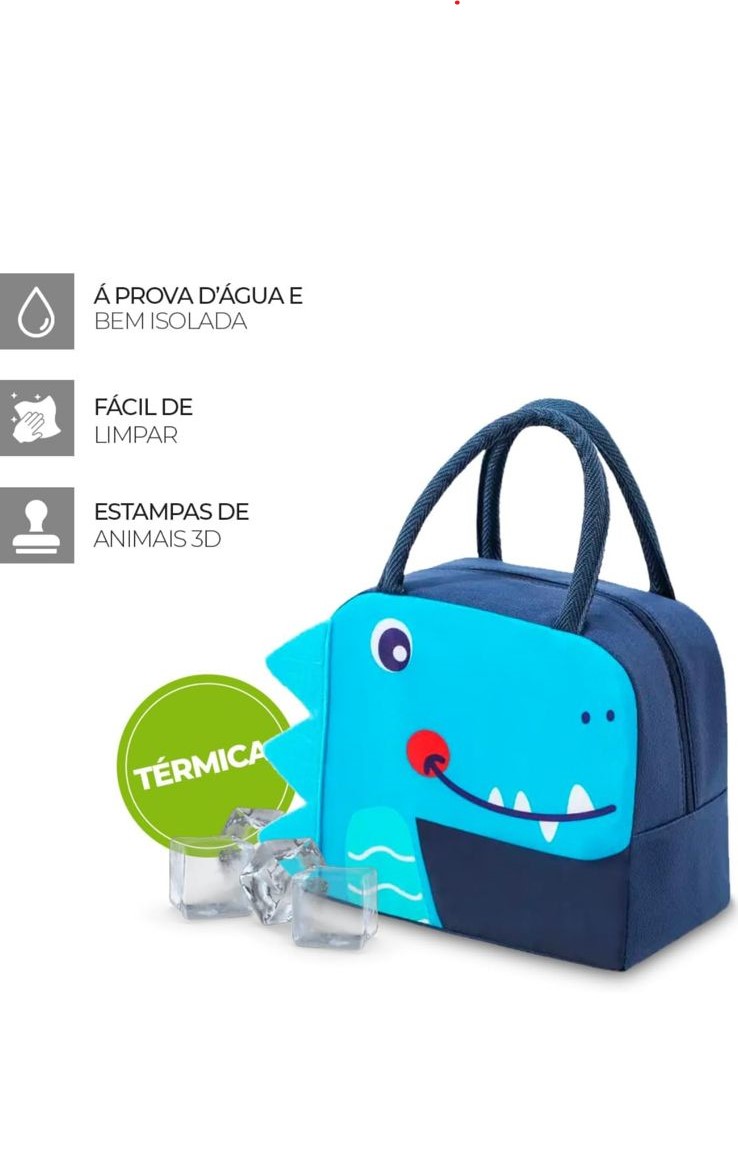 Á PROVA D'ÁGUA E
BEM ISOLADA
FÁCIL DE
LIMPAR
ESTAMPAS DE
ANIMAIS 3D
TÉRMICA